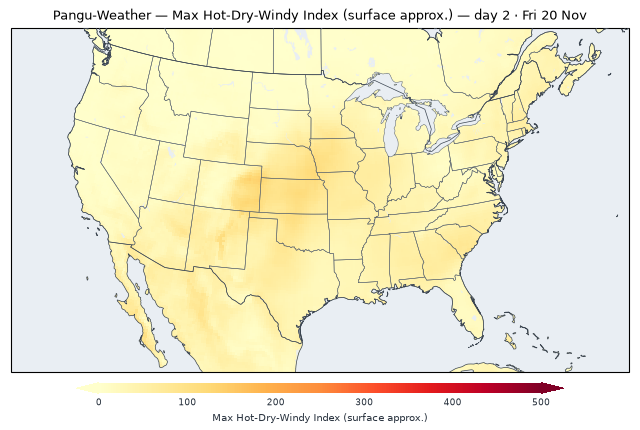 Pangu-Weather — Max Hot-Dry-Windy Index (surface approx.) — day 2 · Fri 20 Nov
0 100 200 300 400 500
Max Hot-Dry-Windy Index (surface approx.)